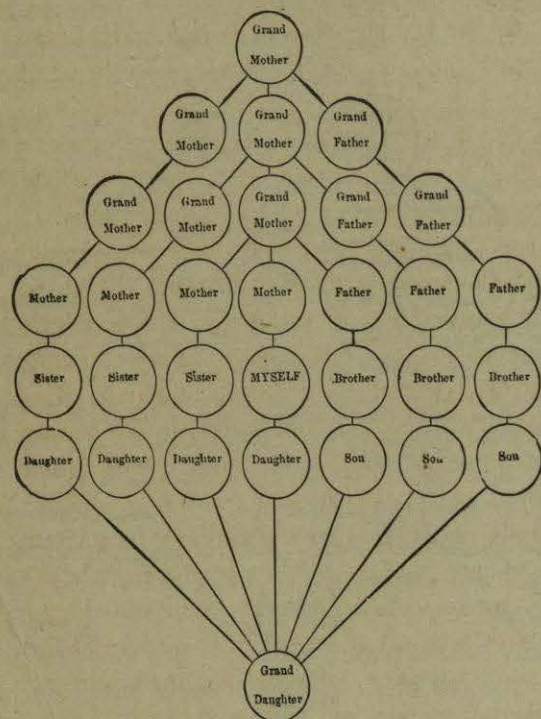 Grand
Mother
Grand
Mother
Grand
Mother
Grand
Father
Grand
Mother
Grand
Mother
Grand
Mother
Grand
Father
Grand
Father
Mother
Mother
Mother
Mother
Father
Father
Father
Sister
Sister
Sister
MYSELF
Brother
Brother
Brother
Daughter
Daughter
Daughter
Daughter
Son
Son
Son
Grand
Daughter